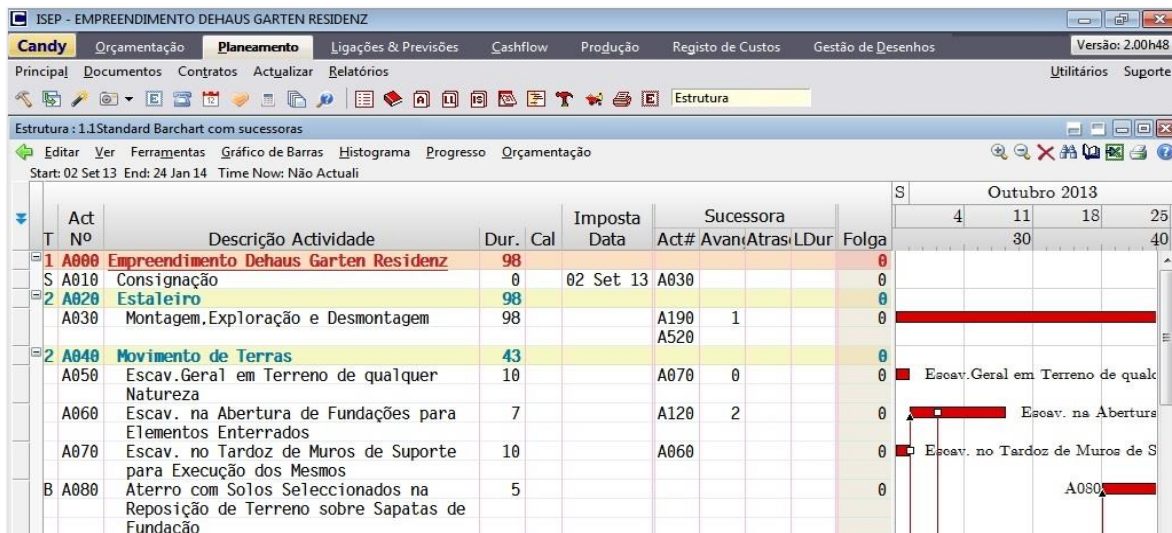 ISEP - EMPREENDIMENTO DEHAUS GARTEN RESIDENZ
Candy Orçamentação Planeamento Ligações & Previsões Cashflow Produção Registo de Custos Gestão de Desenhos Versão: 2.00h48
Principal Documentos Contratos Actualizar Relatórios Utilitários Suporte
Estrutura
Estrutura : 1.1Standard Barchart com sucessoras
Editar Ver Ferramentas Gráfico de Barras Histograma Progresso Orçamentação
Start: 02 Set 13 End: 24 Jan 14 Time Now: Não Actuali
S Outubro 2013
Act Imposta Sucessora 4 11 18 25
T Nº Descrição Actividade Dur. Cal Data Act# Avan Atras LDur Folga 30 40
1 A000 Empreendimento Dehaus Garten Residenz 98 0
S A010 Consignação 0 02 Set 13 A030 0
2 A020 Estaleiro 98 0
A030 Montagem,Exploração e Desmontagem 98 A190 1 0
A520
2 A040 Movimento de Terras 43 0
A050 Escav.Geral em Terreno de qualquer 10 A070 0 0 Escav.Geral em Terreno de qualq
Natureza
A060 Escav. na Abertura de Fundações para 7 A120 2 0 Escav. na Abertura
Elementos Enterrados
A070 Escav. no Tardoz de Muros de Suporte 10 A060 0 Escav. no Tardoz de Muros de S
para Execução dos Mesmos
B A080 Aterro com Solos Seleccionados na 5 0 A080
Reposição de Terreno sobre Sapatas de
Fundação